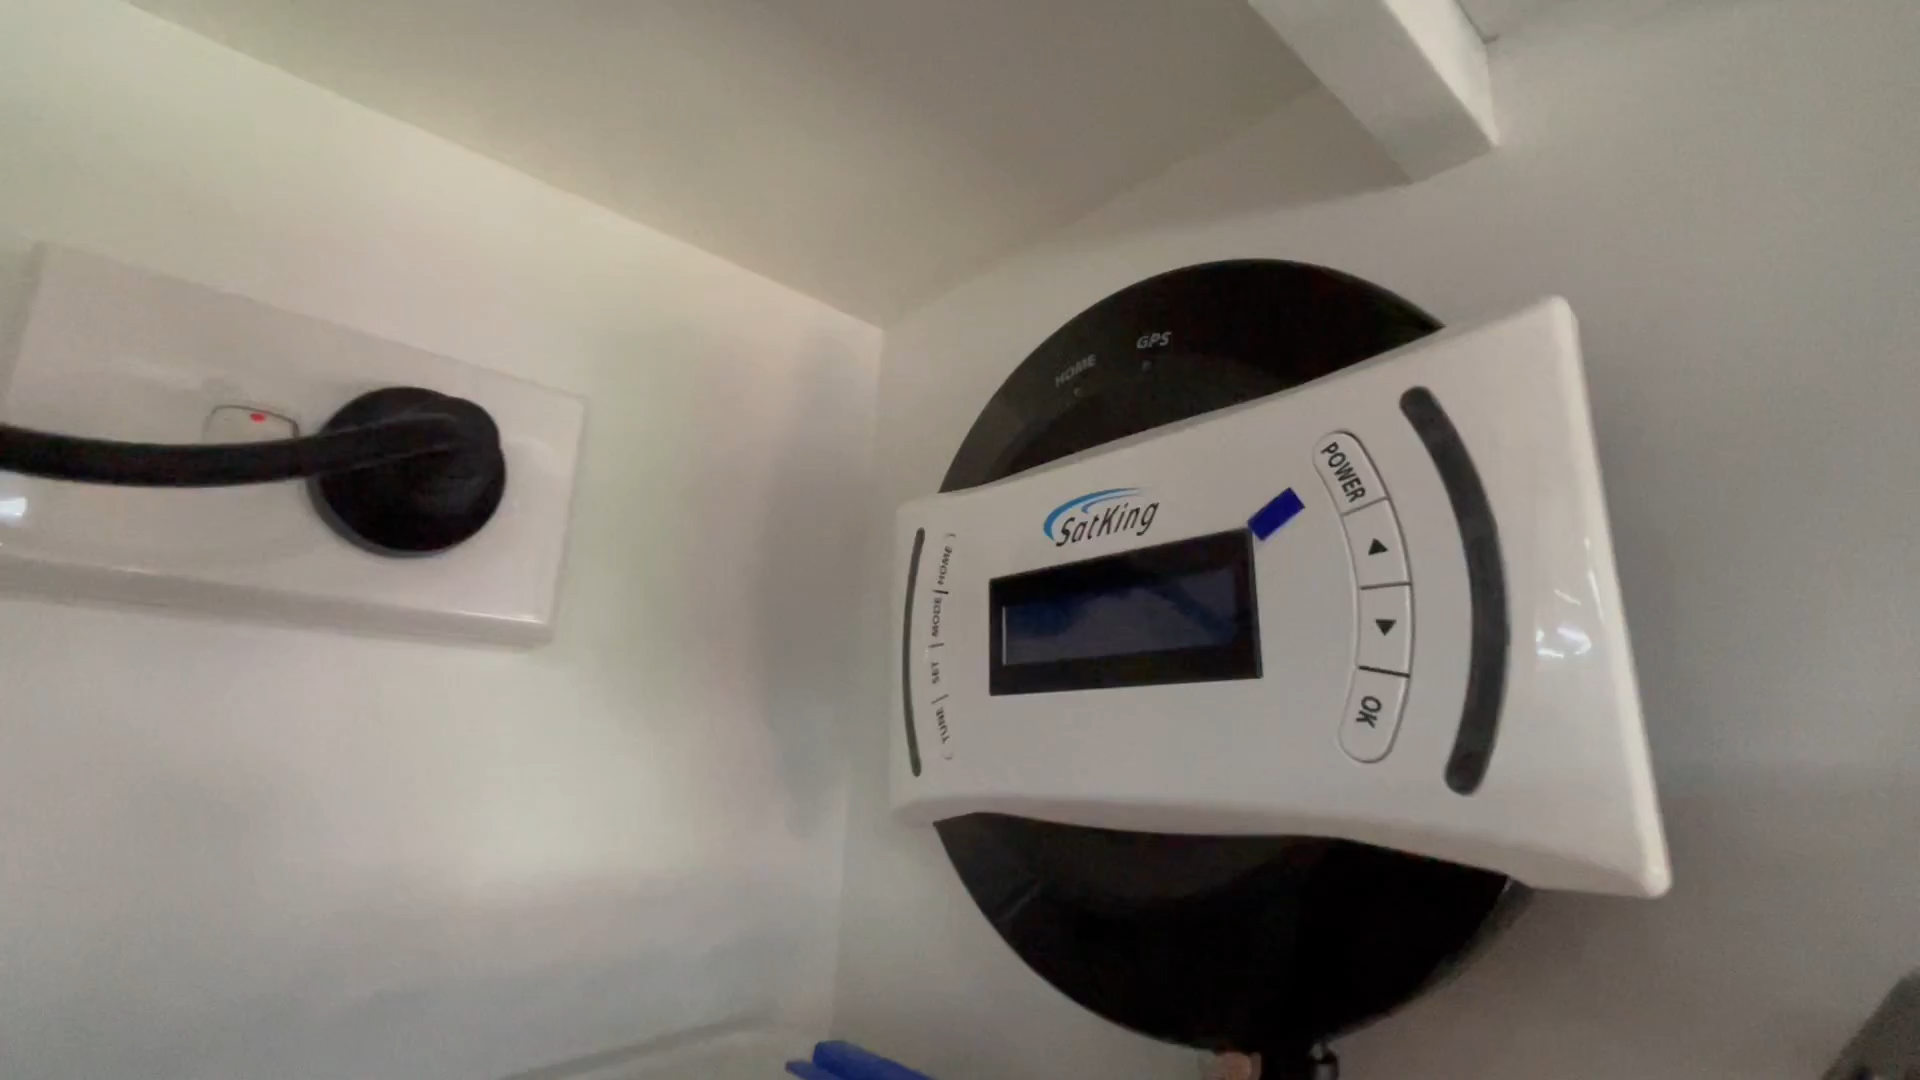 HOME
GPS
SatKing
POWER
OK
HOME
MODE
SET
TUNE